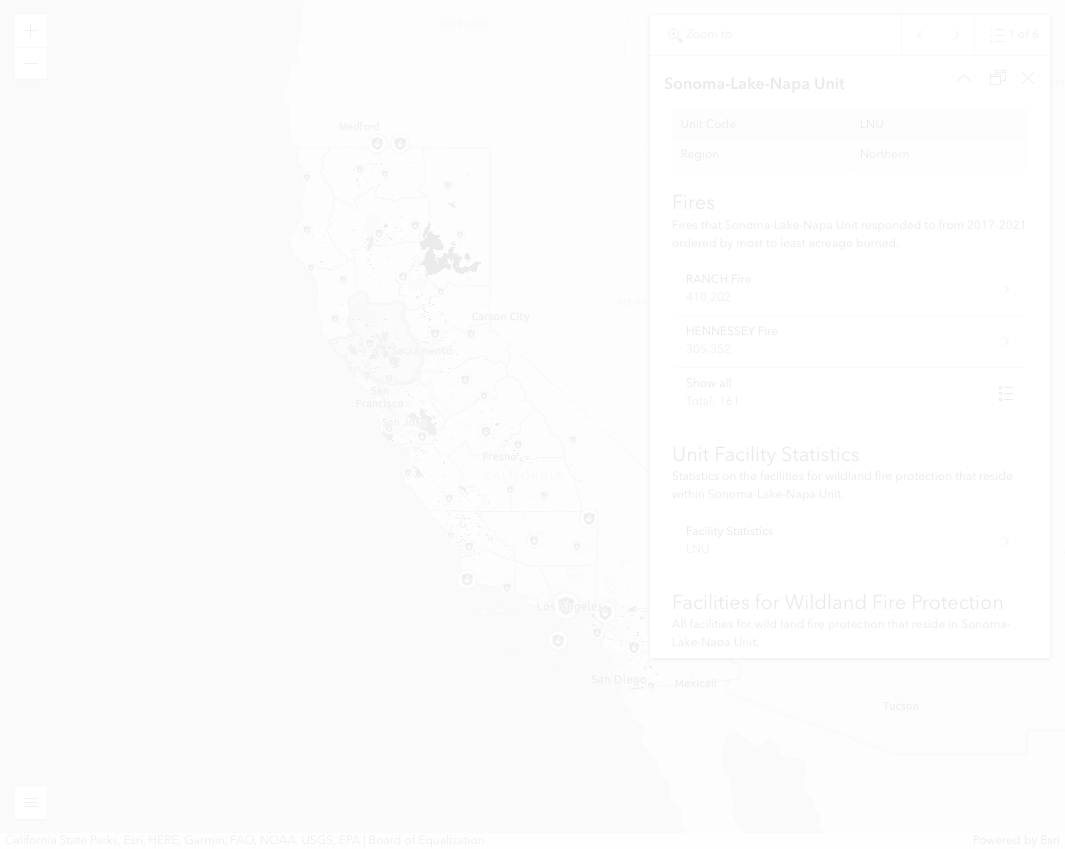 OREGON
Zoom to
1 of 6
Sonoma-Lake-Napa Unit
Unit Code LNU
Region Northern
Fires
Fires that Sonoma-Lake-Napa Unit responded to from 2017-2021
ordered by most to least acreage burned.
RANCH Fire
410,202
HENNESSEY Fire
305,352
Show all
Total: 161
Unit Facility Statistics
Statistics on the facilities for wildland fire protection that reside
within Sonoma-Lake-Napa Unit.
Facility Statistics
LNU
Facilities for Wildland Fire Protection
All facilities for wild land fire protection that reside in Sonoma-
Lake-Napa Unit.
Medford
Carson City
Sacramento
San
Francisco
Fresno
CALIFORNIA
Los Angeles
San Diego
Mexicali
Tucson
California State Parks, Esri, HERE, Garmin, FAO, NOAA, USGS, EPA | Board of Equalization
Powered by Esri